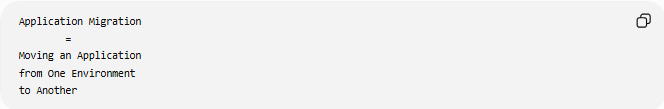 Application Migration
=
Moving an Application
from One Environment
to Another